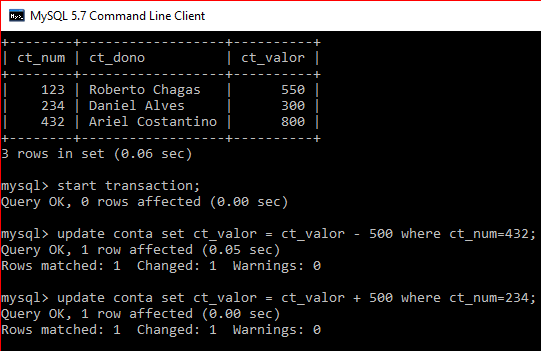 MySQL 5.7 Command Line Client
+--------+------------------+----------+
| ct_num | ct_dono          | ct_valor |
+--------+------------------+----------+
|    123 | Roberto Chagas   |      550 |
|    234 | Daniel Alves     |      300 |
|    432 | Ariel Costantino |      800 |
+--------+------------------+----------+
3 rows in set (0.06 sec)
mysql> start transaction;
Query OK, 0 rows affected (0.00 sec)
mysql> update conta set ct_valor = ct_valor - 500 where ct_num=432;
Query OK, 1 row affected (0.05 sec)
Rows matched: 1  Changed: 1  Warnings: 0
mysql> update conta set ct_valor = ct_valor + 500 where ct_num=234;
Query OK, 1 row affected (0.00 sec)
Rows matched: 1  Changed: 1  Warnings: 0